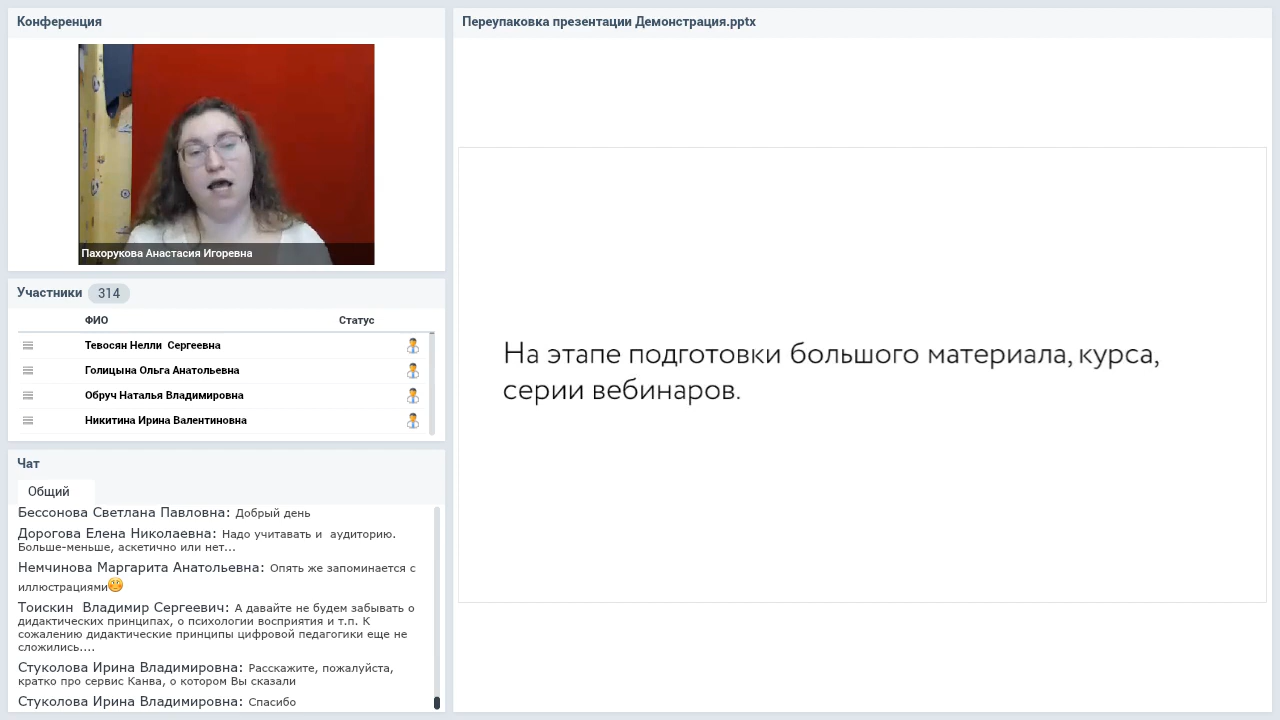 Конференция
Пахорукова Анастасия Игоревна
Участники 314
ФИО Статус
Тевосян Нелли Сергеевна
Голицына Ольга Анатольевна
Обруч Наталья Владимировна
Никитина Ирина Валентиновна
Чат
Общий
Бессонова Светлана Павловна: Добрый день
Дорогова Елена Николаевна: Надо учитавать и аудиторию.
Больше-меньше, аскетично или нет...
Немчинова Маргарита Анатольевна: Опять же запоминается с
иллюстрациями
Тоискин Владимир Сергеевич: А давайте не будем забывать о
дидактических принципах, о психологии восприятия и т.п. К
сожалению дидактические принципы цифровой педагогики еще не
сложились....
Стуколова Ирина Владимировна: Расскажите, пожалуйста,
кратко про сервис Канва, о котором Вы сказали
Стуколова Ирина Владимировна: Спасибо
Переупаковка презентации Демонстрация.pptx
На этапе подготовки большого материала, курса,
серии вебинаров.